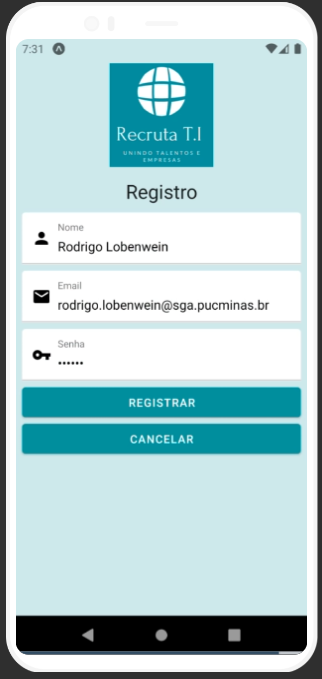 7:31
Recruta T.I
UNINDO TALENTOS E
EMPRESAS
Registro
Nome
Rodrigo Lobenwein
Email
rodrigo.lobenwein@sga.pucminas.br
Senha
••••••
REGISTRAR
CANCELAR